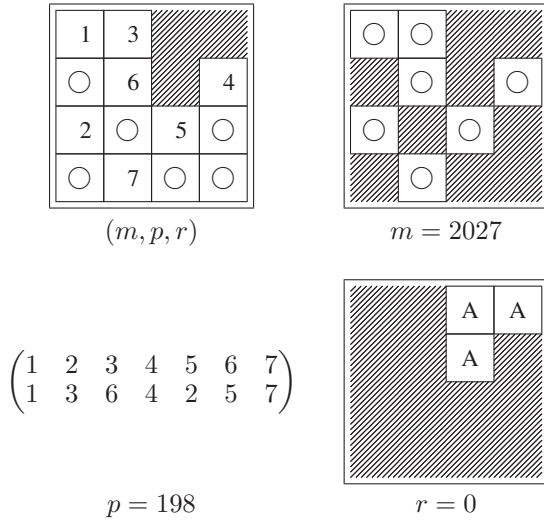 1 3
○ 6 4
2 ○ 5 ○
○ 7 ○ ○
(m, p, r)
○ ○
○ ○
○ ○
○
m = 2027
(1 2 3 4 5 6 7
1 3 6 4 2 5 7)
p = 198
A A
A
r = 0